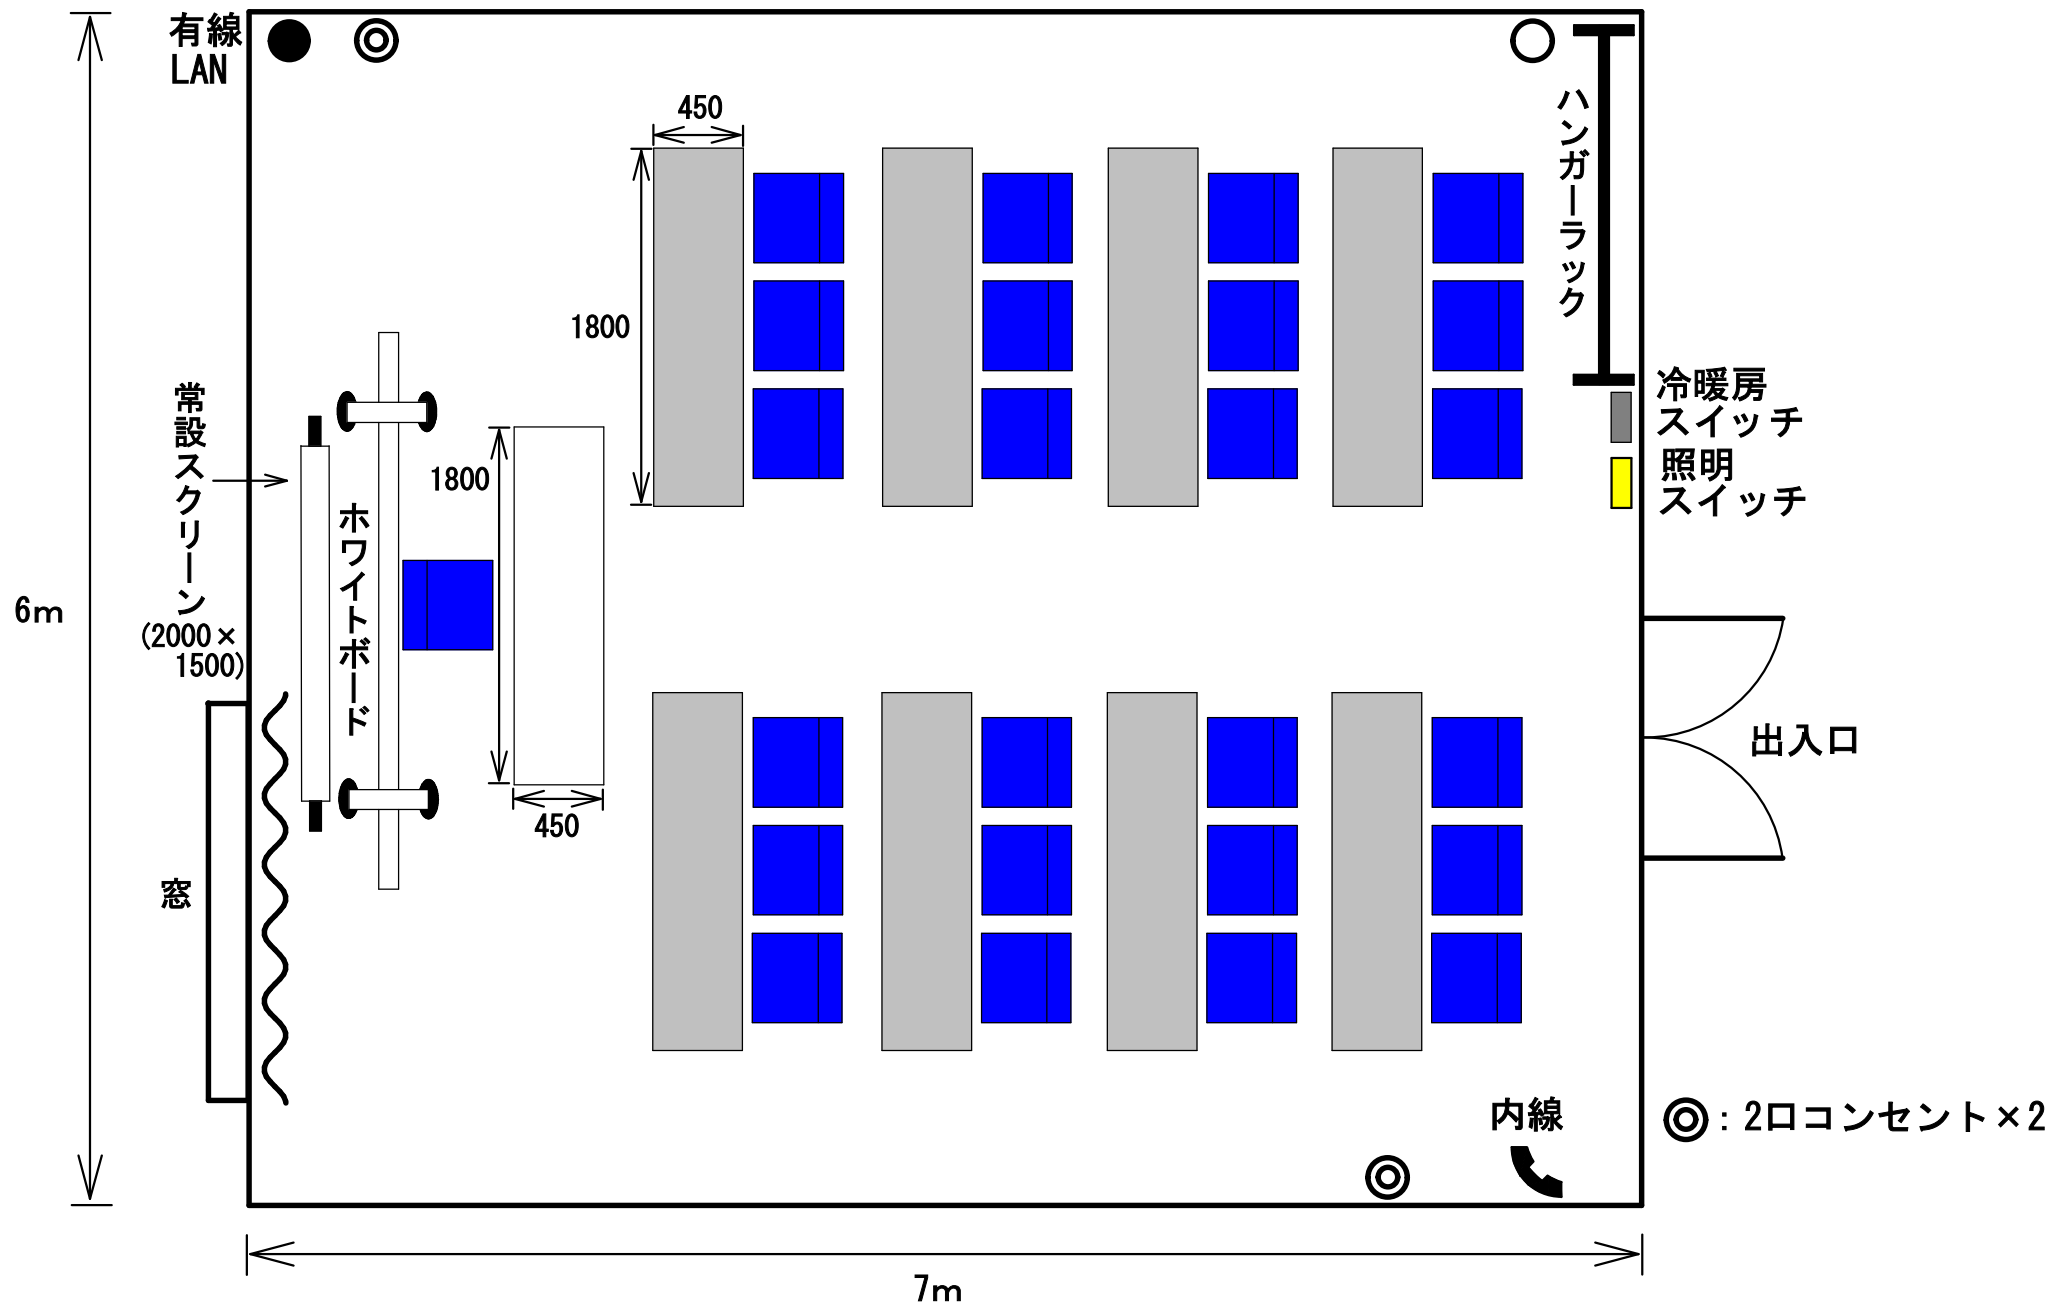 有線
LAN
450
1800
ハンガーラック
冷暖房
スイッチ
照明
スイッチ
常設スクリーン
(2000×
1500)
ホワイトボード
1800
450
6m
出入口
窓
内線
：2口コンセント×2
7m